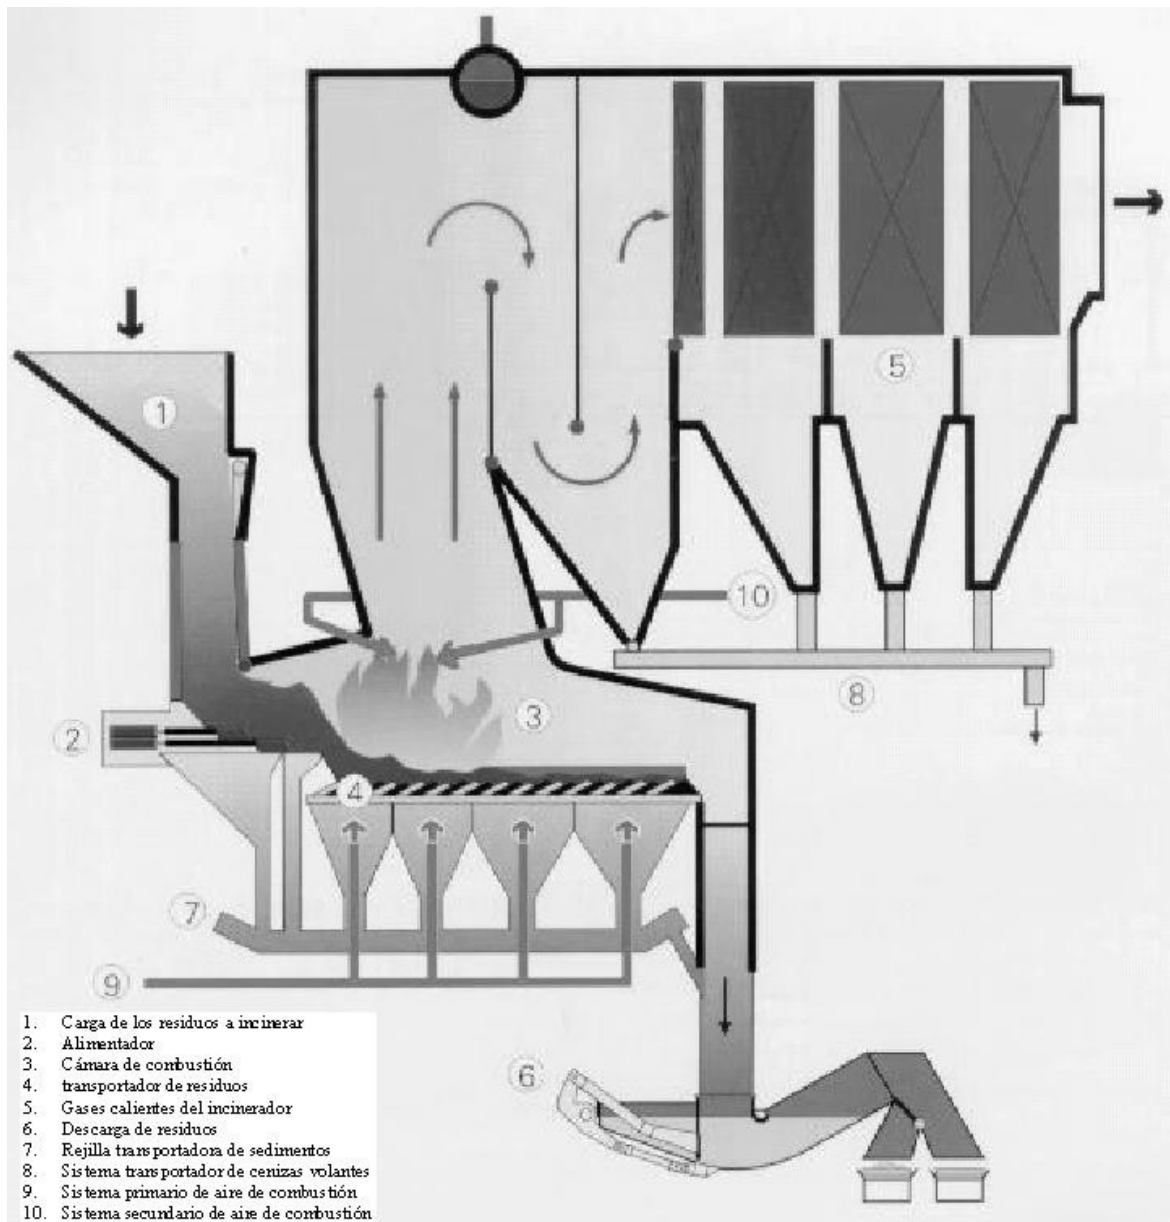 5
1
10
3
8
2
4
7
9
6
1. Carga de los residuos a incinerar
2. Alimentador
3. Cámara de combustión
4. transportador de residuos
5. Gases calientes del incinerador
6. Descarga de residuos
7. Rejilla transportadora de sedimentos
8. Sistema transportador de cenizas volantes
9. Sistema primario de aire de combustión
10. Sistema secundario de aire de combustión